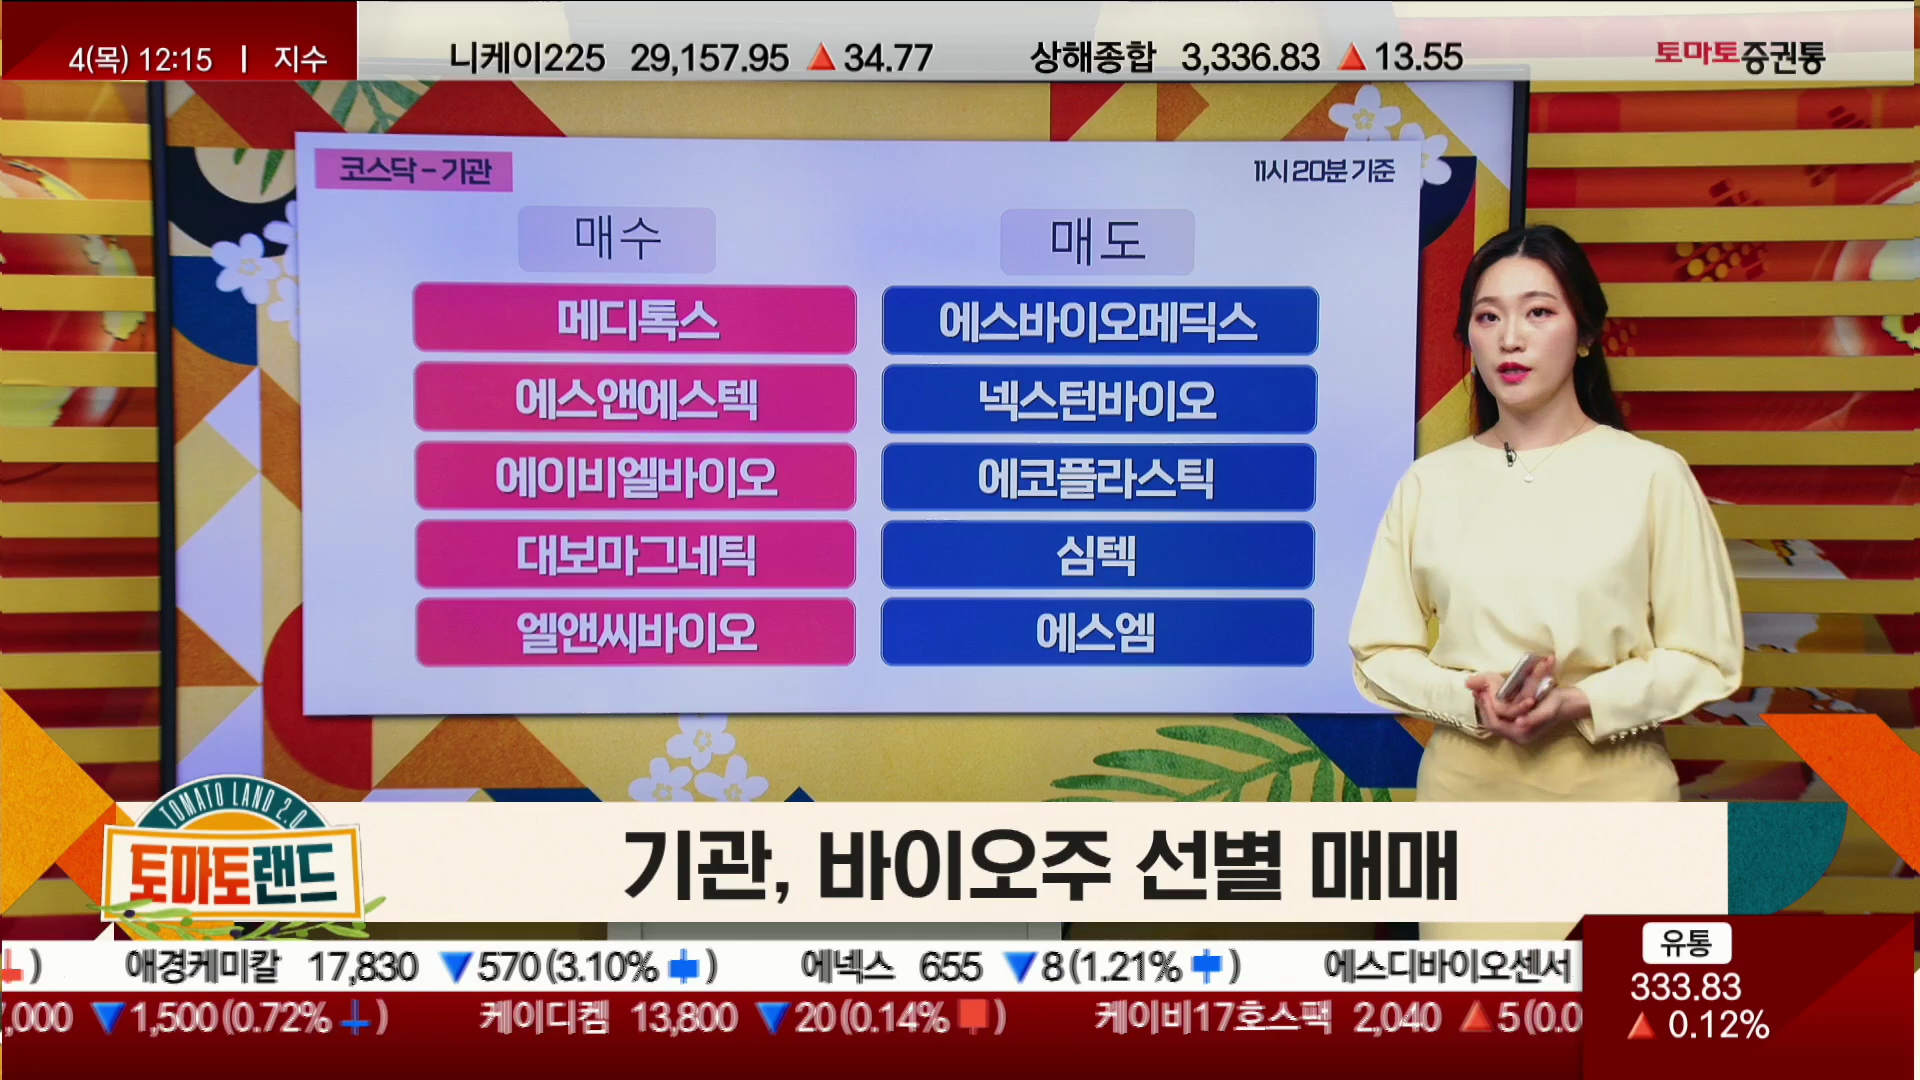 4(목) 12:15 | 지수
니케이225 29,157.95 ▲34.77 상해종합 3,336.83 ▲13.55
토마토증권통
코스닥 - 기관
11시 20분 기준
매수 매도
메디톡스 에스바이오메딕스
에스앤에스텍 넥스턴바이오
에이비엘바이오 에코플라스틱
대보마그네틱 심텍
엘앤씨바이오 에스엠
TOMATO LAND 2.0
토마토랜드
기관, 바이오주 선별 매매
) 애경케미칼 17,830 ▼570(3.10%) 에넥스 655 ▼8(1.21%) 에스디바이오센서
,000 ▼1,500(0.72%) 케이디켐 13,800 ▼20(0.14%) 케이비17호스팩 2,040 ▲5(0.0
유통
333.83
▲ 0.12%